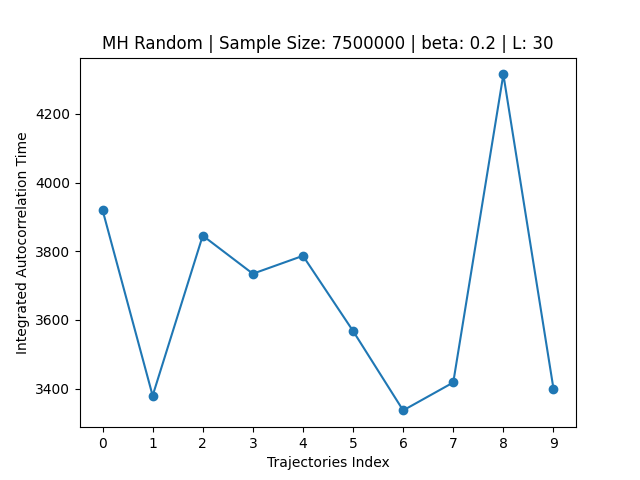 MH Random | Sample Size: 7500000 | beta: 0.2 | L: 30
Integrated Autocorrelation Time
4200
4000
3800
3600
3400
0 1 2 3 4 5 6 7 8 9
Trajectories Index